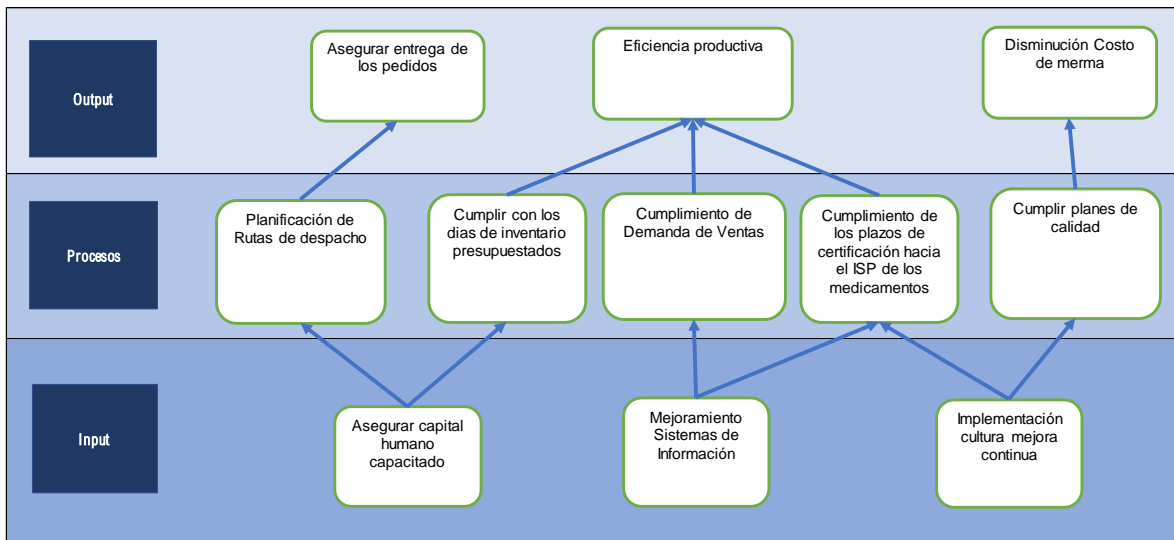 Output
Asegurar entrega de
los pedidos
Eficiencia productiva
Disminución Costo
de merma
Procesos
Planificación de
Rutas de despacho
Cumplir con los
dias de inventario
presupuestados
Cumplimiento de
Demanda de Ventas
Cumplimiento de
los plazos de
certificación hacia
el ISP de los
medicamentos
Cumplir planes de
calidad
Input
Asegurar capital
humano
capacitado
Mejoramiento
Sistemas de
Información
Implementación
cultura mejora
continua